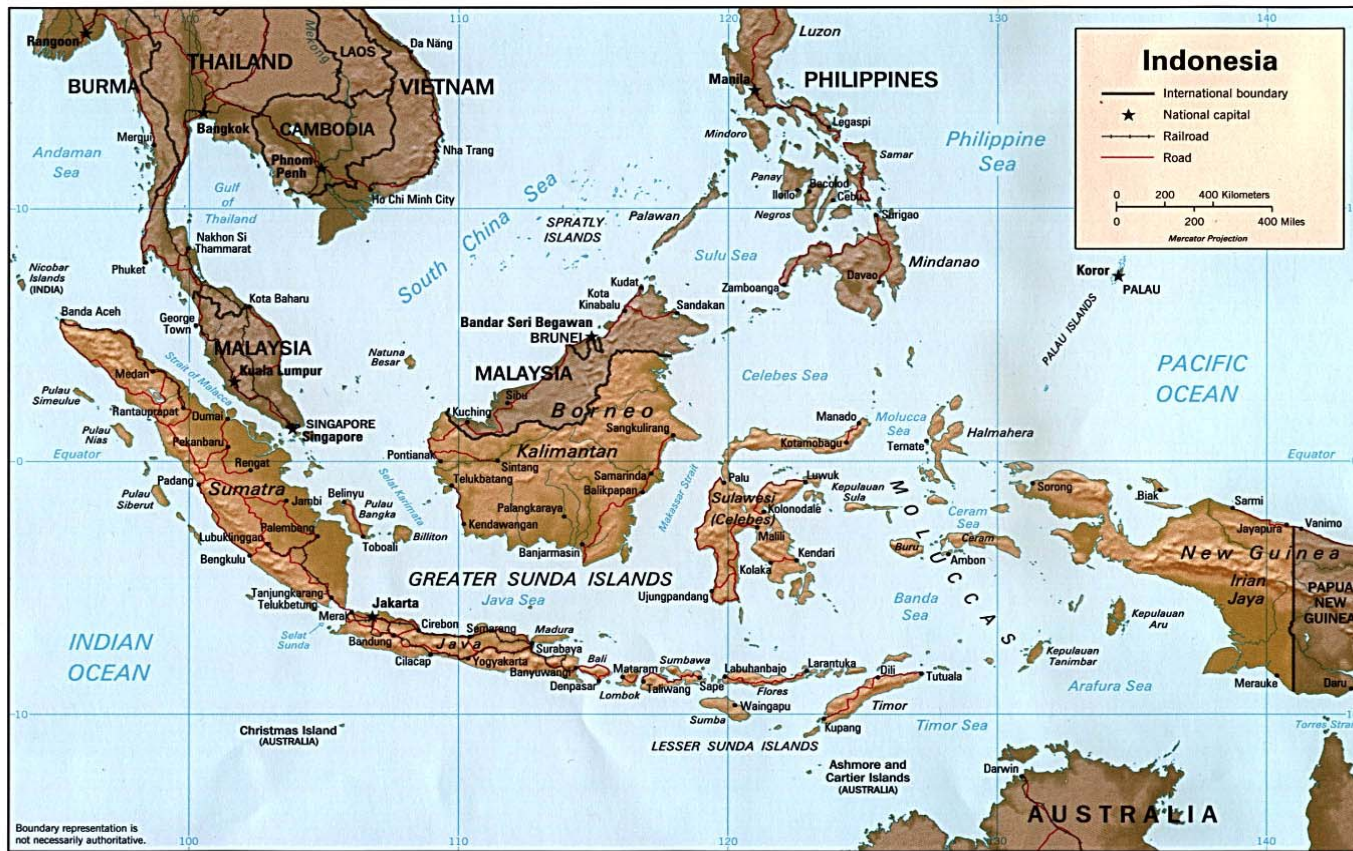 100
110
120
130
140
Indonesia
International boundary
National capital
Railroad
Road
0 200 400 Kilometers
0 200 400 Miles
Mercator Projection
Rangoon
BURMA
THAILAND
LAOS
Mekong
Da Nãng
VIETNAM
Bangkok
CAMBODIA
Mergui
Phnom
Penh
Nha Trang
Ho Chi Minh City
Andaman
Sea
Gulf
of
Thailand
Luzon
Manila
PHILIPPINES
Legaspi
Mindoro
Samar
Panay
Bacolod
Iloilo
Cebu
Negros
Surigao
Philippine
Sea
10
South China Sea
SPRATLY
ISLANDS
Palawan
Sulu Sea
Mindanao
Davao
Zamboanga
Koror
PALAU
PALAU ISLANDS
PACIFIC
OCEAN
Nakhon Si
Thammarat
Phuket
Nicobar
Islands
(INDIA)
Banda Aceh
Kota Baharu
George
Town
MALAYSIA
Kuala Lumpur
Strait of Malacca
Medan
Pulau
Simeulue
Rantauprapat
Dumai
SINGAPORE
Singapore
Pulau
Nias
Pekanbaru
Equator
Rengat
Padang
Sumatra
Pulau
Siberut
Jambi
Belinyu
Pulau
Bangka
Palembang
Lubuklinggau
Billiton
Toboali
Bengkulu
Tanjungkarang
Telukbetung
Natuna
Besar
Selat Karimata
Kudat
Kota
Kinabalu
Sandakan
Bandar Seri Begawan
BRUNEI
MALAYSIA
Sibu
Kuching
Borneo
Sangkulirang
Pontianak
Kalimantan
Sintang
Samarinda
Telukbatang
Balikpapan
Palangkaraya
Kendawangan
Banjarmasin
Makassar Strait
Celebes Sea
Manado
Molucca
Sea
Kotamobagu
Ternate
Halmahera
Equator
0
Palu
Luwuk
Sulawesi
(Celebes)
Kepulauan
Sula
Kolonodale
Malili
Kendari
Kolaka
Ujungpandang
MOLUCCAS
Ceram
Sea
Buru
Ceram
Ambon
Banda
Sea
Sorong
Biak
Sarmi
Jayapura
Vanimo
New Guinea
Irian
Jaya
PAPUA
NEW
GUINEA
Kepulauan
Aru
Kepulauan
Tanimbar
Merauke
Daru
Arafura Sea
GREATER SUNDA ISLANDS
Java Sea
Jakarta
Merak
Selat
Sunda
Cirebon
Semarang
Madura
Bandung
Java
Surabaya
Cilacap
Yogyakarta
Banyuwangi
Bali
Denpasar
Mataram
Lombok
Sumbawa
Taliwang
Sape
Labuhanbajo
Larantuka
Flores
Waingapu
Sumba
Dili
Tutuala
Timor
Kupang
Timor Sea
LESSER SUNDA ISLANDS
INDIAN
OCEAN
Christmas Island
(AUSTRALIA)
10
Ashmore and
Cartier Islands
(AUSTRALIA)
Darwin
AUSTRALIA
Torres Strait
Boundary representation is
not necessarily authoritative.
100
110
120
130
140